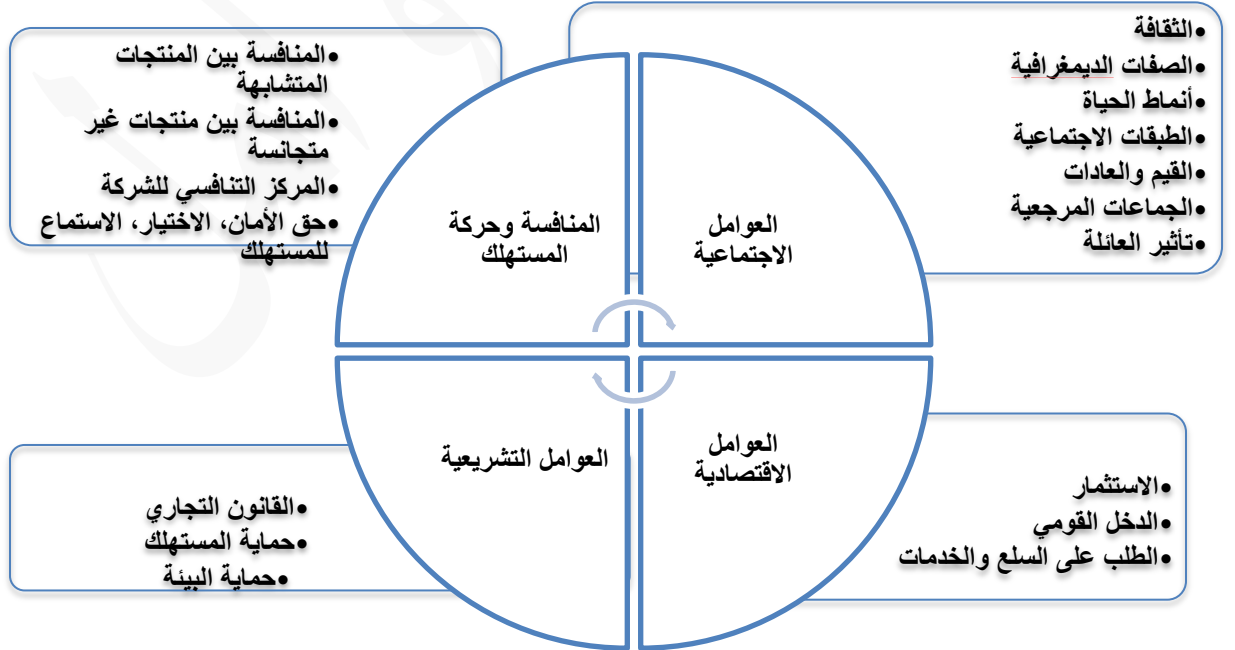 •الثقافة
•الصفات الديمغرافية
•أنماط الحياة
•الطبقات الاجتماعية
•القيم والعادات
•الجماعات المرجعية
•تأثير العائلة
العوامل
الاجتماعية
•المنافسة بين المنتجات
المتشابهة
•المنافسة بين منتجات غير
متجانسة
•المركز التنافسي للشركة
•حق الأمان، الاختيار، الاستماع
للمستهلك
المنافسة وحركة
المستهلك
العوامل
الاقتصادية
•الاستثمار
•الدخل القومي
•الطلب على السلع والخدمات
العوامل التشريعية
•القانون التجاري
•حماية المستهلك
•حماية البيئة